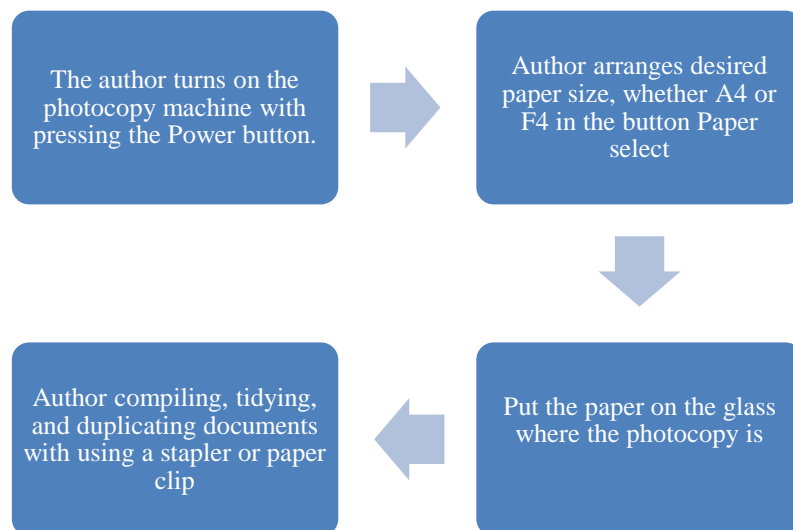 The author turns on the
photocopy machine with
pressing the Power button.
Author arranges desired
paper size, whether A4 or
F4 in the button Paper
select
Put the paper on the glass
where the photocopy is
Author compiling, tidying,
and duplicating documents
with using a stapler or paper
clip